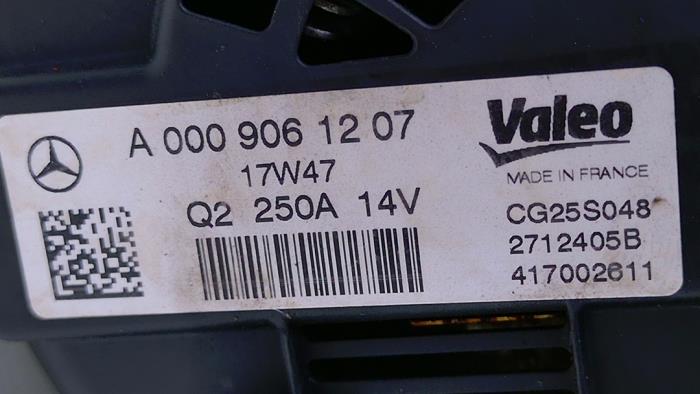 A 000 906 12 07
17W47
Q2 250A 14V
Valeo
MADE IN FRANCE
CG25S048
2712405B
417002611